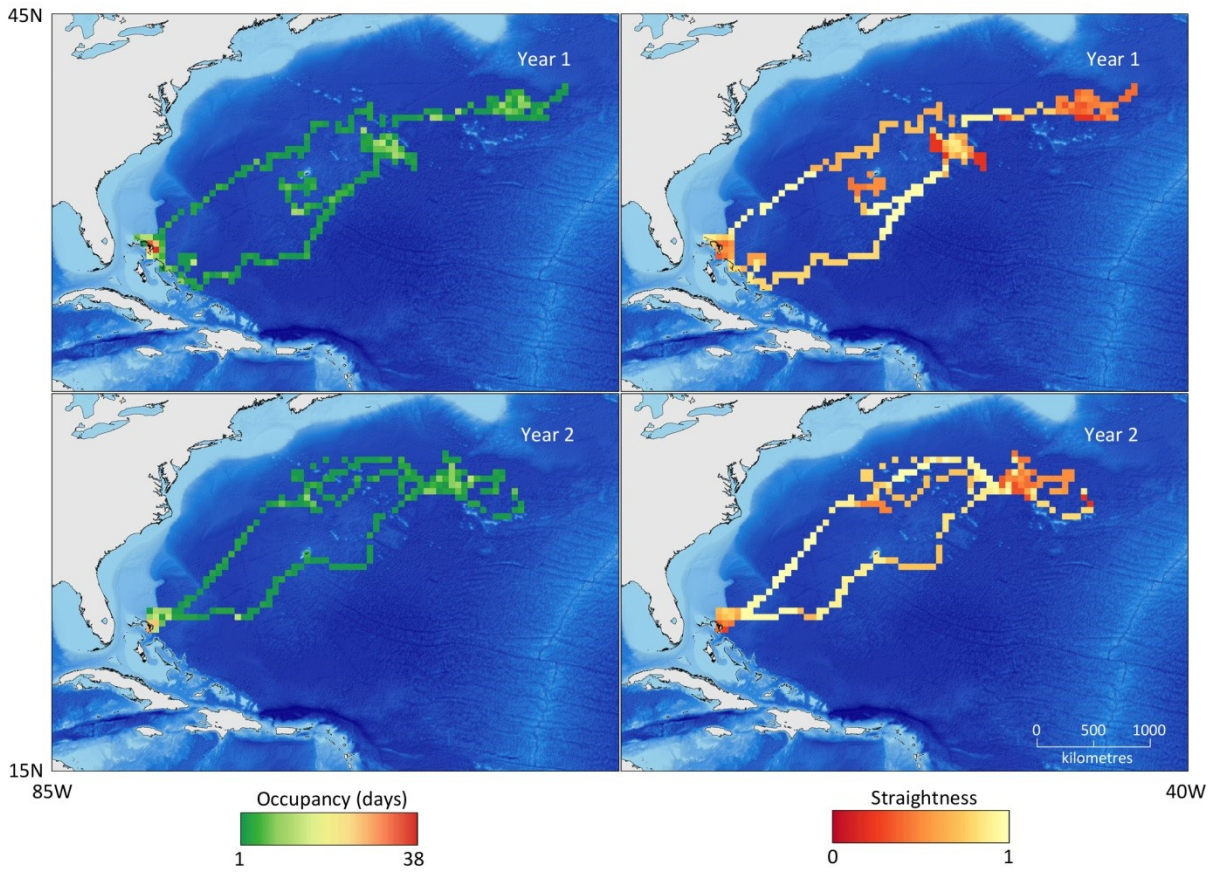 45N
Year 1
Year 1
Year 2
Year 2
0 500 1000
kilometres
15N
85W
40W
Occupancy (days)
1 38
Straightness
0 1